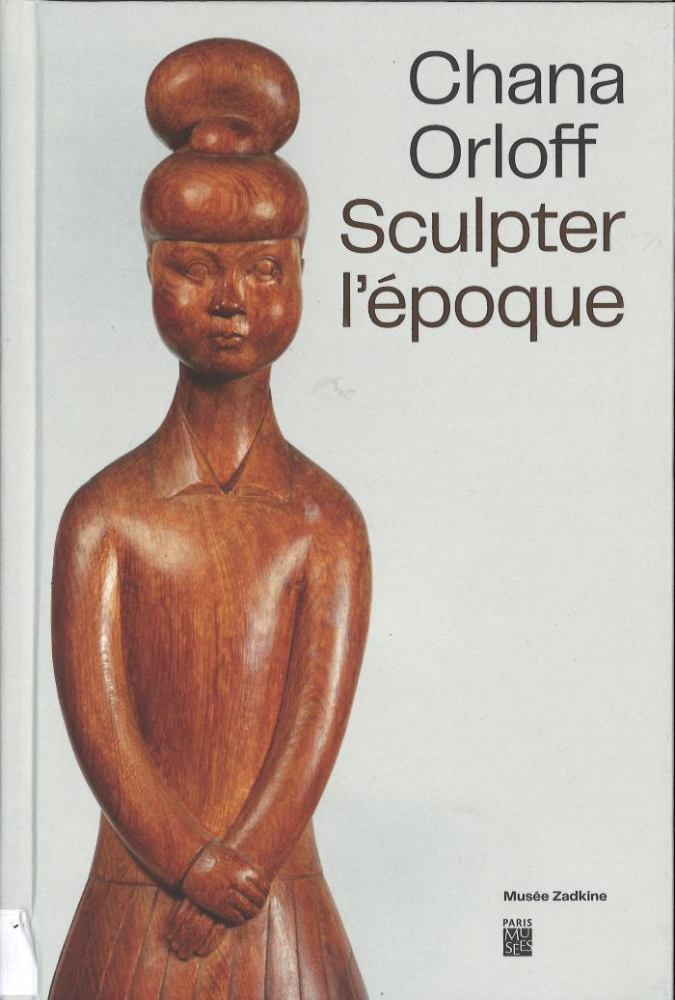 Chana
Orloff
Sculpter
l'époque
Musée Zadkine
PARIS
MU
SÉES